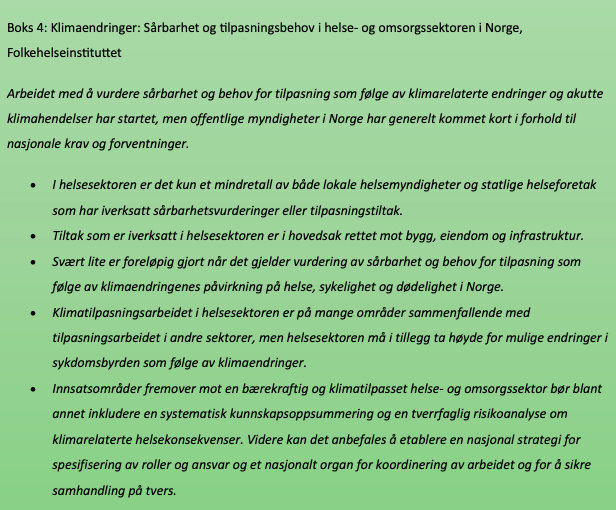 Boks 4: Klimaendringer: Sårbarhet og tilpasningsbehov i helse- og omsorgssektoren i Norge,
Folkehelseinstituttet
Arbeidet med å vurdere sårbarhet og behov for tilpasning som følge av klimarelaterte endringer og akutte
klimahendelser har startet, men offentlige myndigheter i Norge har generelt kommet kort i forhold til
nasjonale krav og forventninger.
• I helsesektoren er det kun et mindretall av både lokale helsemyndigheter og statlige helseforetak
som har iverksatt sårbarhetsvurderinger eller tilpasningstiltak.
• Tiltak som er iverksatt i helsesektoren er i hovedsak rettet mot bygg, eiendom og infrastruktur.
• Svært lite er foreløpig gjort når det gjelder vurdering av sårbarhet og behov for tilpasning som
følge av klimaendringenes påvirkning på helse, sykelighet og dødelighet i Norge.
• Klimatilpasningsarbeidet i helsesektoren er på mange områder sammenfallende med
tilpasningsarbeidet i andre sektorer, men helsesektoren må i tillegg ta høyde for mulige endringer i
sykdomsbyrden som følge av klimaendringer.
• Innsatsområder fremover mot en bærekraftig og klimatilpasset helse- og omsorgssektor bør blant
annet inkludere en systematisk kunnskapsoppsummering og en tverrfaglig risikoanalyse om
klimarelaterte helsekonsekvenser. Videre kan det anbefales å etablere en nasjonal strategi for
spesifisering av roller og ansvar og et nasjonalt organ for koordinering av arbeidet og for å sikre
samhandling på tvers.